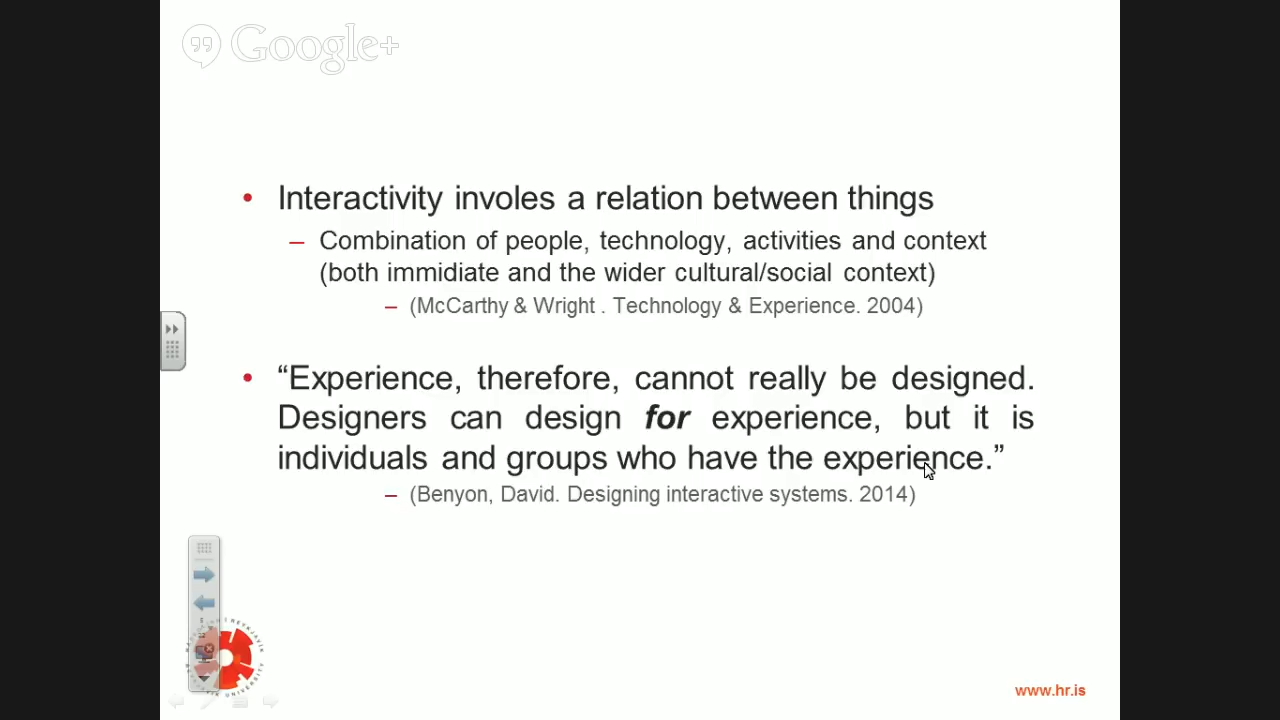 Google+
• Interactivity involes a relation between things
– Combination of people, technology, activities and context
(both immidiate and the wider cultural/social context)
– (McCarthy & Wright . Technology & Experience. 2004)
• “Experience, therefore, cannot really be designed.
Designers can design for experience, but it is
individuals and groups who have the experience.”
– (Benyon, David. Designing interactive systems. 2014)
www.hr.is